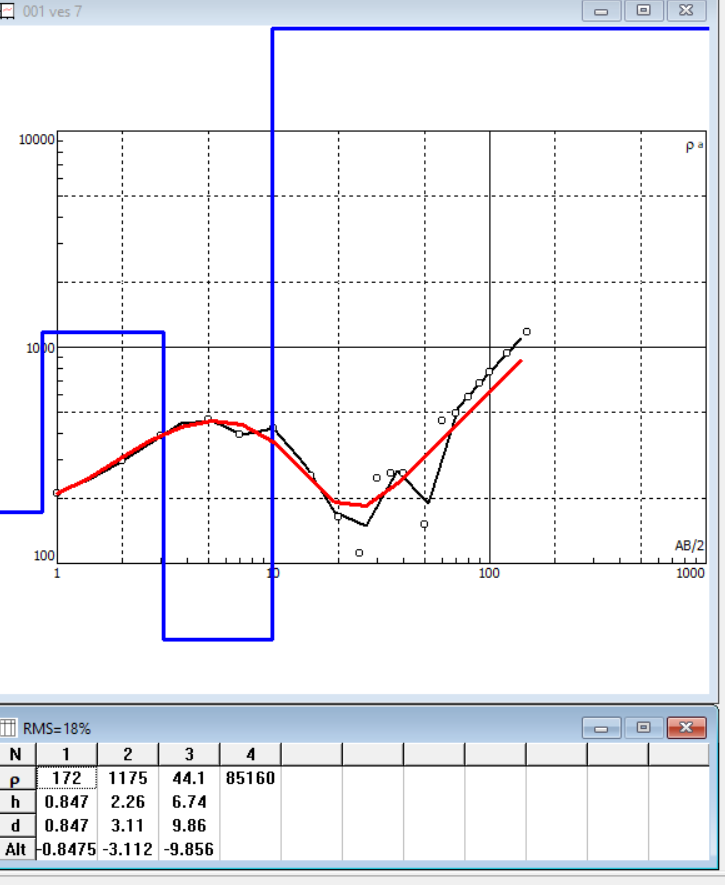 001 ves 7
10000
ρ a
1000
100
AB/2
1 10 100 1000
RMS=18%
N 1 2 3 4
ρ 172 1175 44.1 85160
h 0.847 2.26 6.74
d 0.847 3.11 9.86
Alt -0.8475 -3.112 -9.856